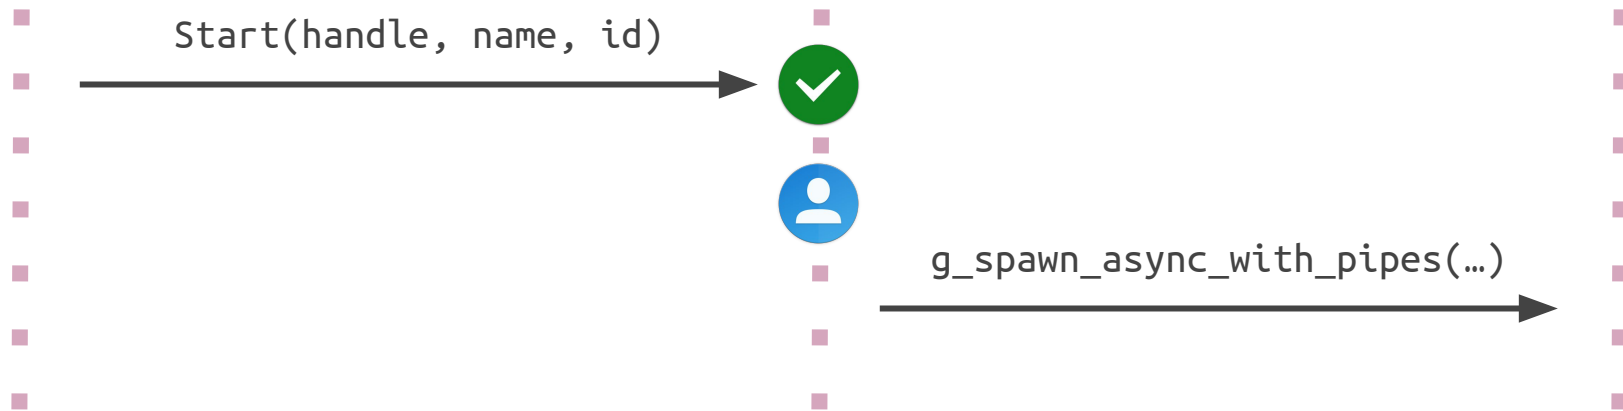 Start(handle, name, id)
g_spawn_async_with_pipes(…)